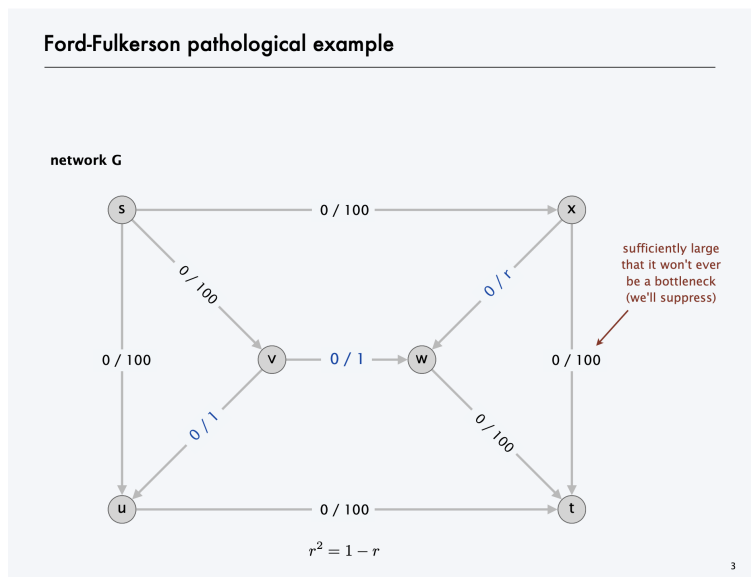 Ford-Fulkerson pathological example
network G
s
0 / 100
x
sufficiently large
that it won't ever
be a bottleneck
(we'll suppress)
0 / 100
0 / r
0 / 100
v
0 / 1
w
0 / 100
0 / 1
0 / 100
u
0 / 100
t
r² = 1 − r
3